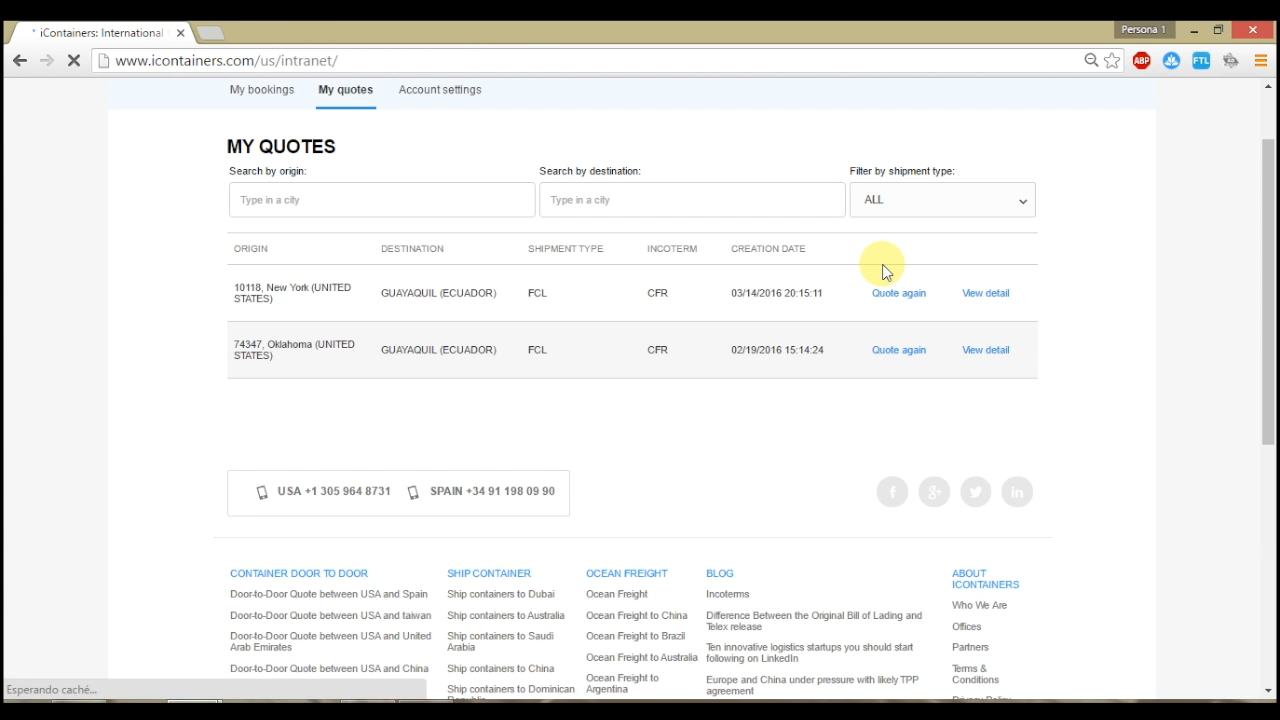 iContainers: International
Persona 1
www.icontainers.com/us/intranet/
ABP
FTL
My bookings
My quotes
Account settings
MY QUOTES
Search by origin:
Search by destination:
Filter by shipment type:
Type in a city
Type in a city
ALL
ORIGIN
DESTINATION
SHIPMENT TYPE
INCOTERM
CREATION DATE
10118, New York (UNITED
STATES)
GUAYAQUIL (ECUADOR)
FCL
CFR
03/14/2016 20:15:11
Quote again
View detail
74347, Oklahoma (UNITED
STATES)
GUAYAQUIL (ECUADOR)
FCL
CFR
02/19/2016 15:14:24
Quote again
View detail
USA +1 305 964 8731
SPAIN +34 91 198 09 90
f
g+
in
CONTAINER DOOR TO DOOR
Door-to-Door Quote between USA and Spain
Door-to-Door Quote between USA and taiwan
Door-to-Door Quote between USA and United
Arab Emirates
Door-to-Door Quote between USA and China
SHIP CONTAINER
Ship containers to Dubai
Ship containers to Australia
Ship containers to Saudi
Arabia
Ship containers to China
Ship containers to Dominican
Republic
OCEAN FREIGHT
Ocean Freight
Ocean Freight to China
Ocean Freight to Brazil
Ocean Freight to Australia
Ocean Freight to
Argentina
BLOG
Incoterms
Difference Between the Original Bill of Lading and
Telex release
Ten innovative logistics startups you should start
following on LinkedIn
Europe and China under pressure with likely TPP
agreement
ABOUT
ICONTAINERS
Who We Are
Offices
Partners
Terms &
Conditions
Privacy Policy
Esperando caché...